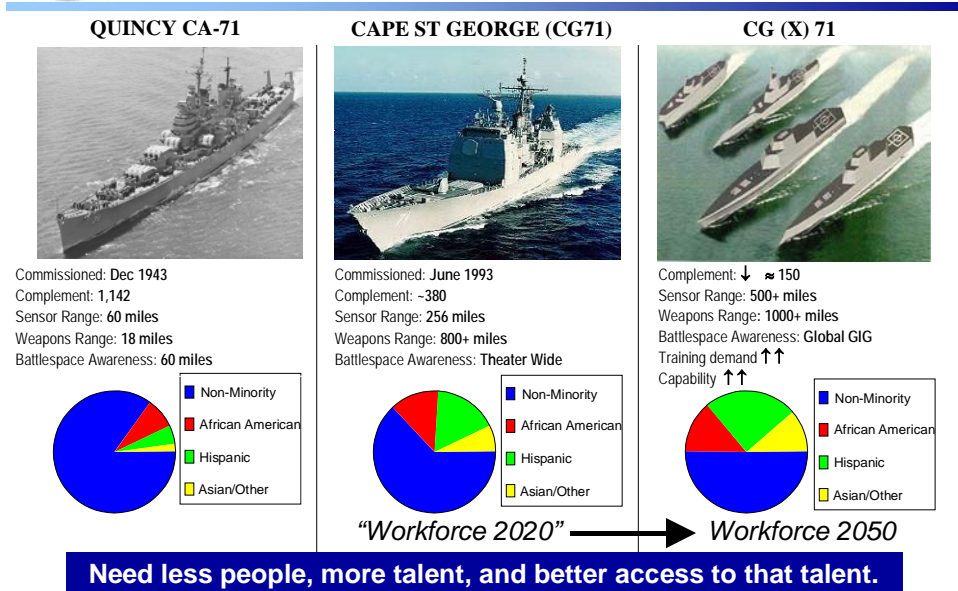 QUINCY CA-71
Commissioned: Dec 1943
Complement: 1,142
Sensor Range: 60 miles
Weapons Range: 18 miles
Battlespace Awareness: 60 miles
Non-Minority
African American
Hispanic
Asian/Other
CAPE ST GEORGE (CG71)
71
Commissioned: June 1993
Complement: ~380
Sensor Range: 256 miles
Weapons Range: 800+ miles
Battlespace Awareness: Theater Wide
Non-Minority
African American
Hispanic
Asian/Other
CG (X) 71
Complement: ↓ ≈ 150
Sensor Range: 500+ miles
Weapons Range: 1000+ miles
Battlespace Awareness: Global GIG
Training demand ↑↑
Capability ↑↑
Non-Minority
African American
Hispanic
Asian/Other
“Workforce 2020” → Workforce 2050
Need less people, more talent, and better access to that talent.